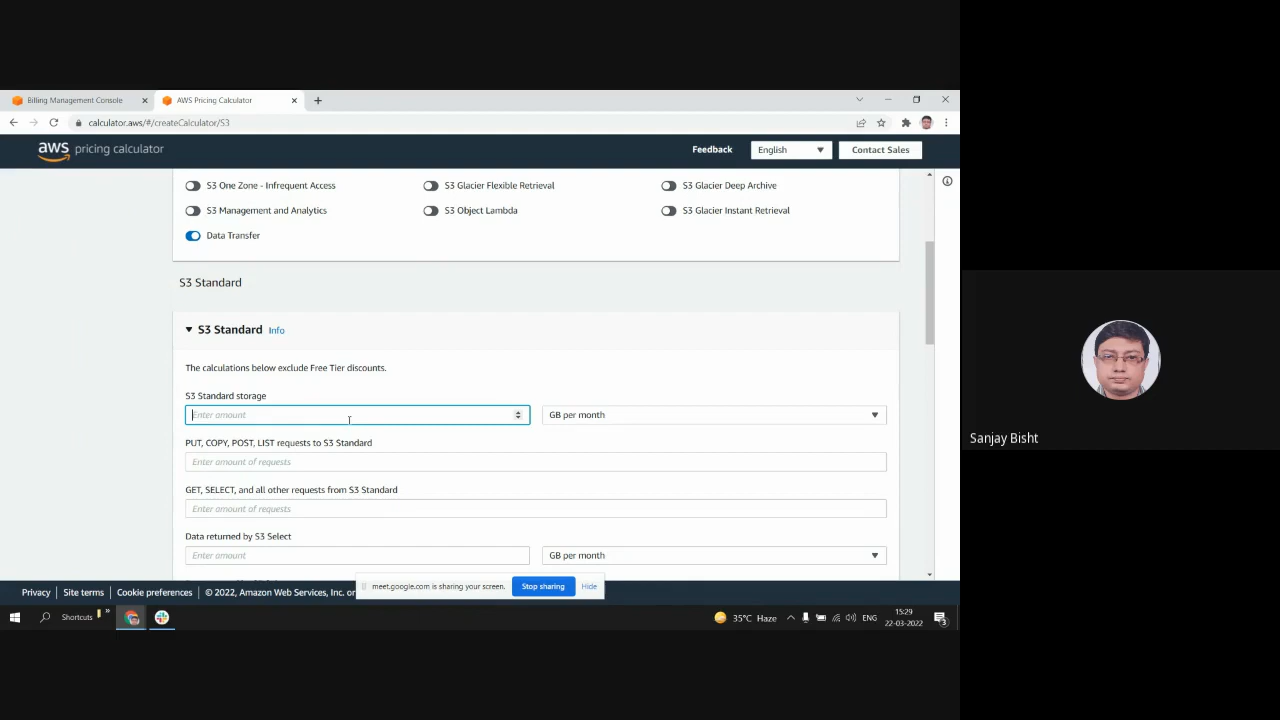 Billing Management Console
AWS Pricing Calculator
calculator.aws/#/createCalculator/S3
aws pricing calculator
Feedback
English
Contact Sales
S3 One Zone - Infrequent Access
S3 Glacier Flexible Retrieval
S3 Glacier Deep Archive
S3 Management and Analytics
S3 Object Lambda
S3 Glacier Instant Retrieval
Data Transfer
S3 Standard
S3 Standard Info
The calculations below exclude Free Tier discounts.
S3 Standard storage
Enter amount
GB per month
PUT, COPY, POST, LIST requests to S3 Standard
Enter amount of requests
GET, SELECT, and all other requests from S3 Standard
Enter amount of requests
Data returned by S3 Select
Enter amount
GB per month
meet.google.com is sharing your screen.
Stop sharing
Hide
Privacy
Site terms
Cookie preferences
© 2022, Amazon Web Services, Inc. or
Shortcuts
35°C Haze
ENG
15:29
22-03-2022
3
Sanjay Bisht